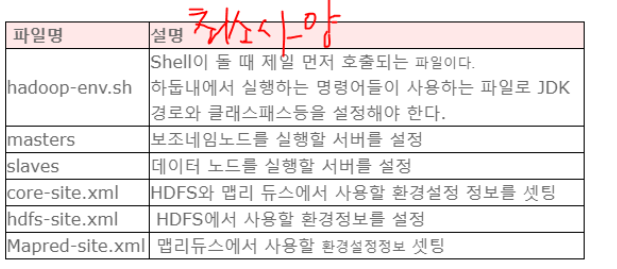 최소사양
파일명 설명
Shell이 돌 때 제일 먼저 호출되는 파일이다.
hadoop-env.sh 하둡내에서 실행하는 명령어들이 사용하는 파일로 JDK
경로와 클래스패스등을 설정해야 한다.
masters 보조네임노드를 실행할 서버를 설정
slaves 데이터 노드를 실행할 서버를 설정
core-site.xml HDFS와 맵리 듀스에서 사용할 환경설정 정보를 셋팅
hdfs-site.xml HDFS에서 사용할 환경정보를 설정
Mapred-site.xml 맵리듀스에서 사용할 환경설정정보 셋팅